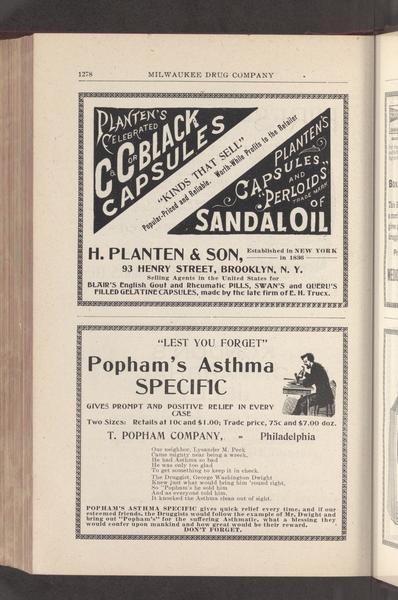 1278 MILWAUKEE DRUG COMPANY
PLANTEN'S
CELEBRATED
C & C OR BLACK
CAPSULES
"KINDS THAT SELL"
Popular-Priced and Reliable. Worth-While Profits to the Retailer
PLANTEN'S
CAPSULES
AND
PERLOIDS
TRADE MARK
OF
SANDAL OIL
H. PLANTEN & SON, Established in NEW YORK
in 1836
93 HENRY STREET, BROOKLYN, N. Y.
Selling Agents in the United States for
BLAIR'S English Gout and Rheumatic PILLS, SWAN'S and QUERU'S
FILLED GELATINE CAPSULES, made by the late firm of E. H. Truex.
"LEST YOU FORGET"
Popham's Asthma
SPECIFIC
GIVES PROMPT AND POSITIVE RELIEF IN EVERY
CASE
Two Sizes: Retails at 10c and $1.00; Trade price, 75c and $7.00 doz.
T. POPHAM COMPANY, - Philadelphia
Our neighbor, Lysander M. Peek
Came mighty near being a wreck,
He had Asthma so bad
He was only too glad
To get something to keep it in check.
The Druggist, George Washington Dwight
Knew just what would bring him 'round right,
So "Popham's" he sold him
And as everyone told him,
It knocked the Asthma clean out of sight.
POPHAM'S ASTHMA SPECIFIC gives quick relief every time, and if our
esteemed friends, the Druggists would follow the example of Mr. Dwight and
bring out "Popham's" for the suffering Asthmatic, what a blessing they
would confer upon mankind and how great would be their reward.
DON'T FORGET.